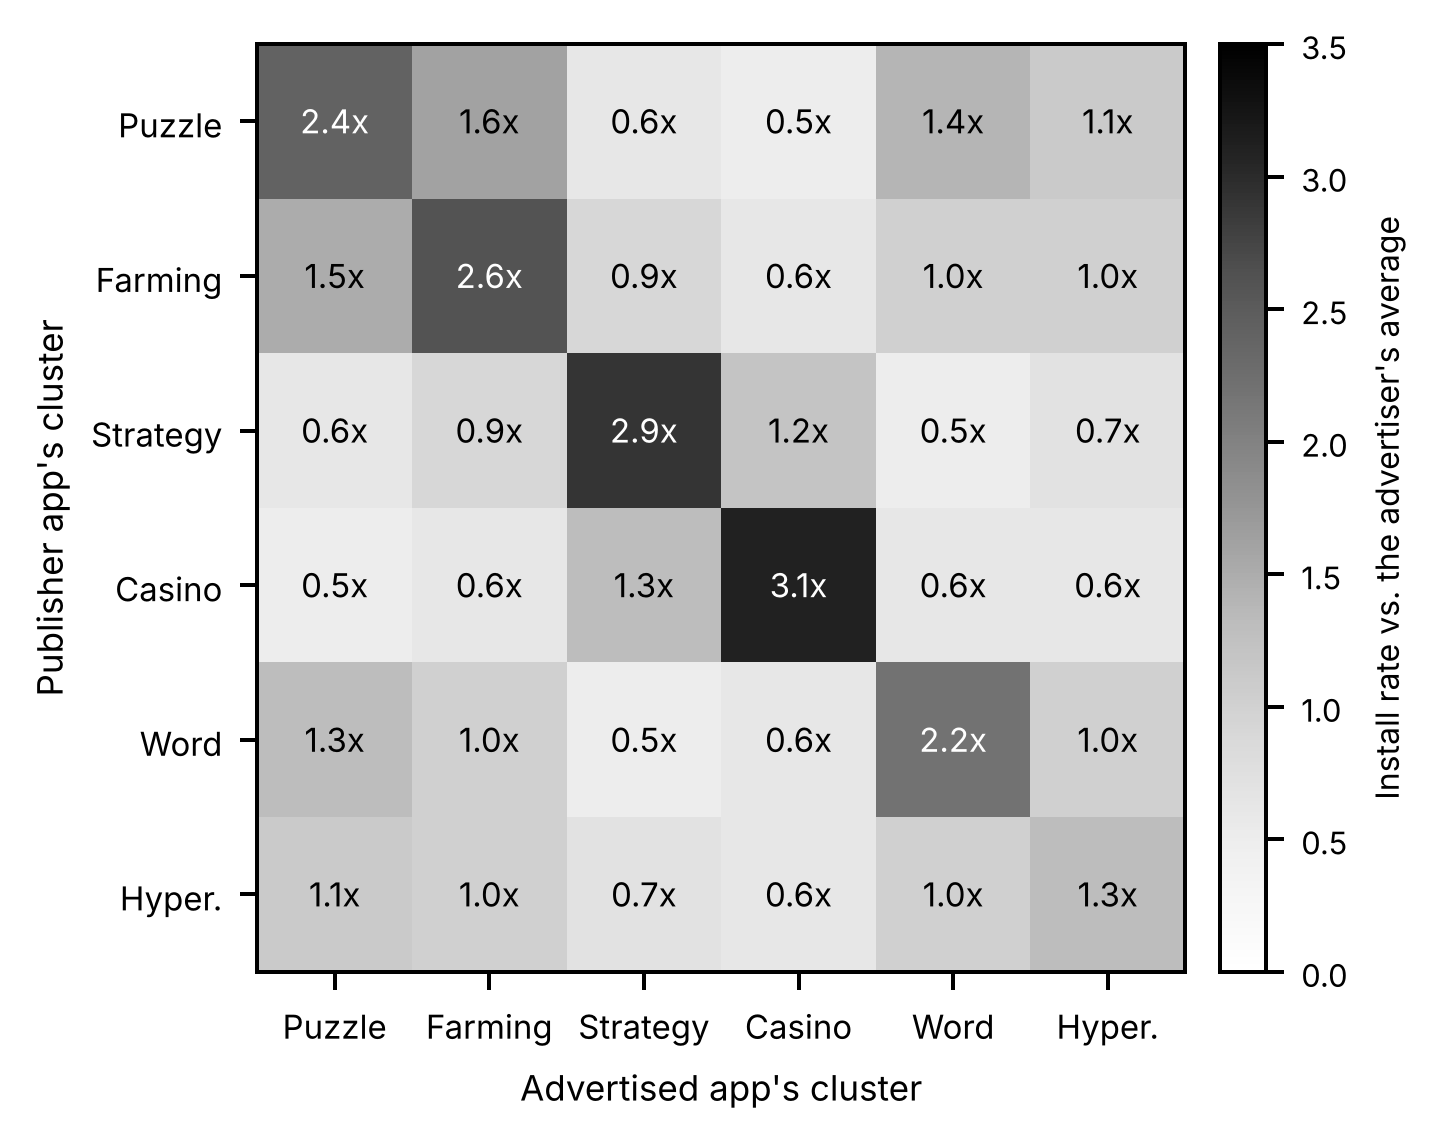 Puzzle 2.4x 1.6x 0.6x 0.5x 1.4x 1.1x
Farming 1.5x 2.6x 0.9x 0.6x 1.0x 1.0x
Strategy 0.6x 0.9x 2.9x 1.2x 0.5x 0.7x
Casino 0.5x 0.6x 1.3x 3.1x 0.6x 0.6x
Word 1.3x 1.0x 0.5x 0.6x 2.2x 1.0x
Hyper. 1.1x 1.0x 0.7x 0.6x 1.0x 1.3x
Puzzle Farming Strategy Casino Word Hyper.
Advertised app's cluster
Publisher app's cluster
3.5
3.0
2.5
2.0
1.5
1.0
0.5
0.0
Install rate vs. the advertiser's average